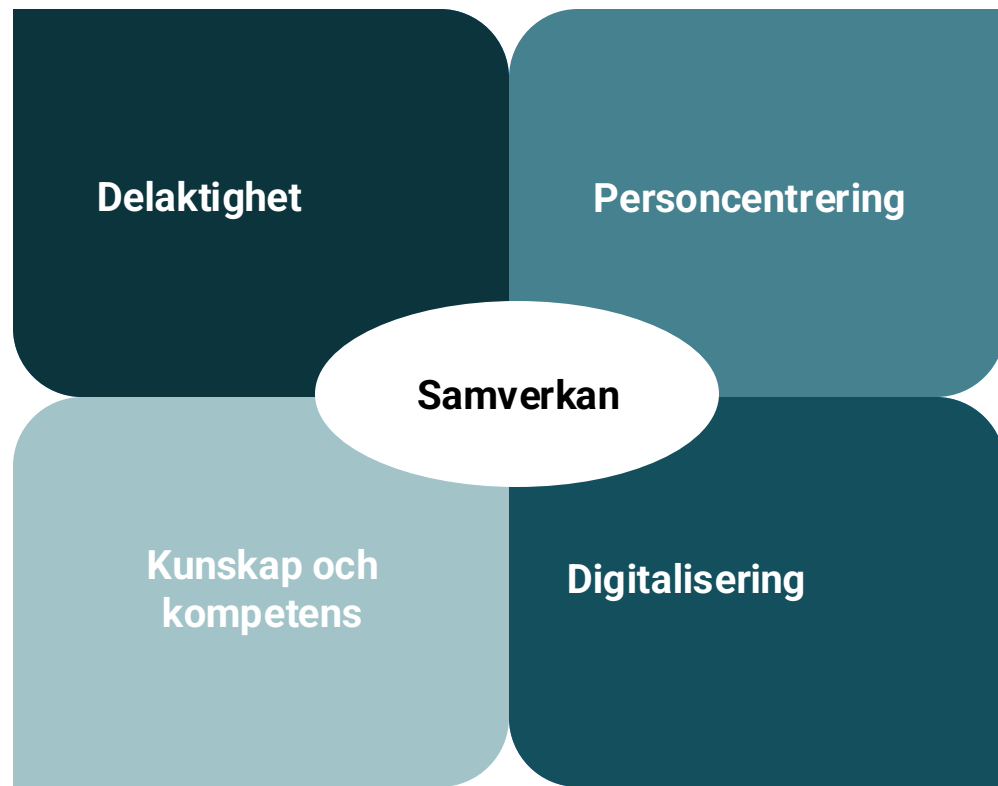 Delaktighet
Personcentrering
Samverkan
Kunskap och
kompetens
Digitalisering